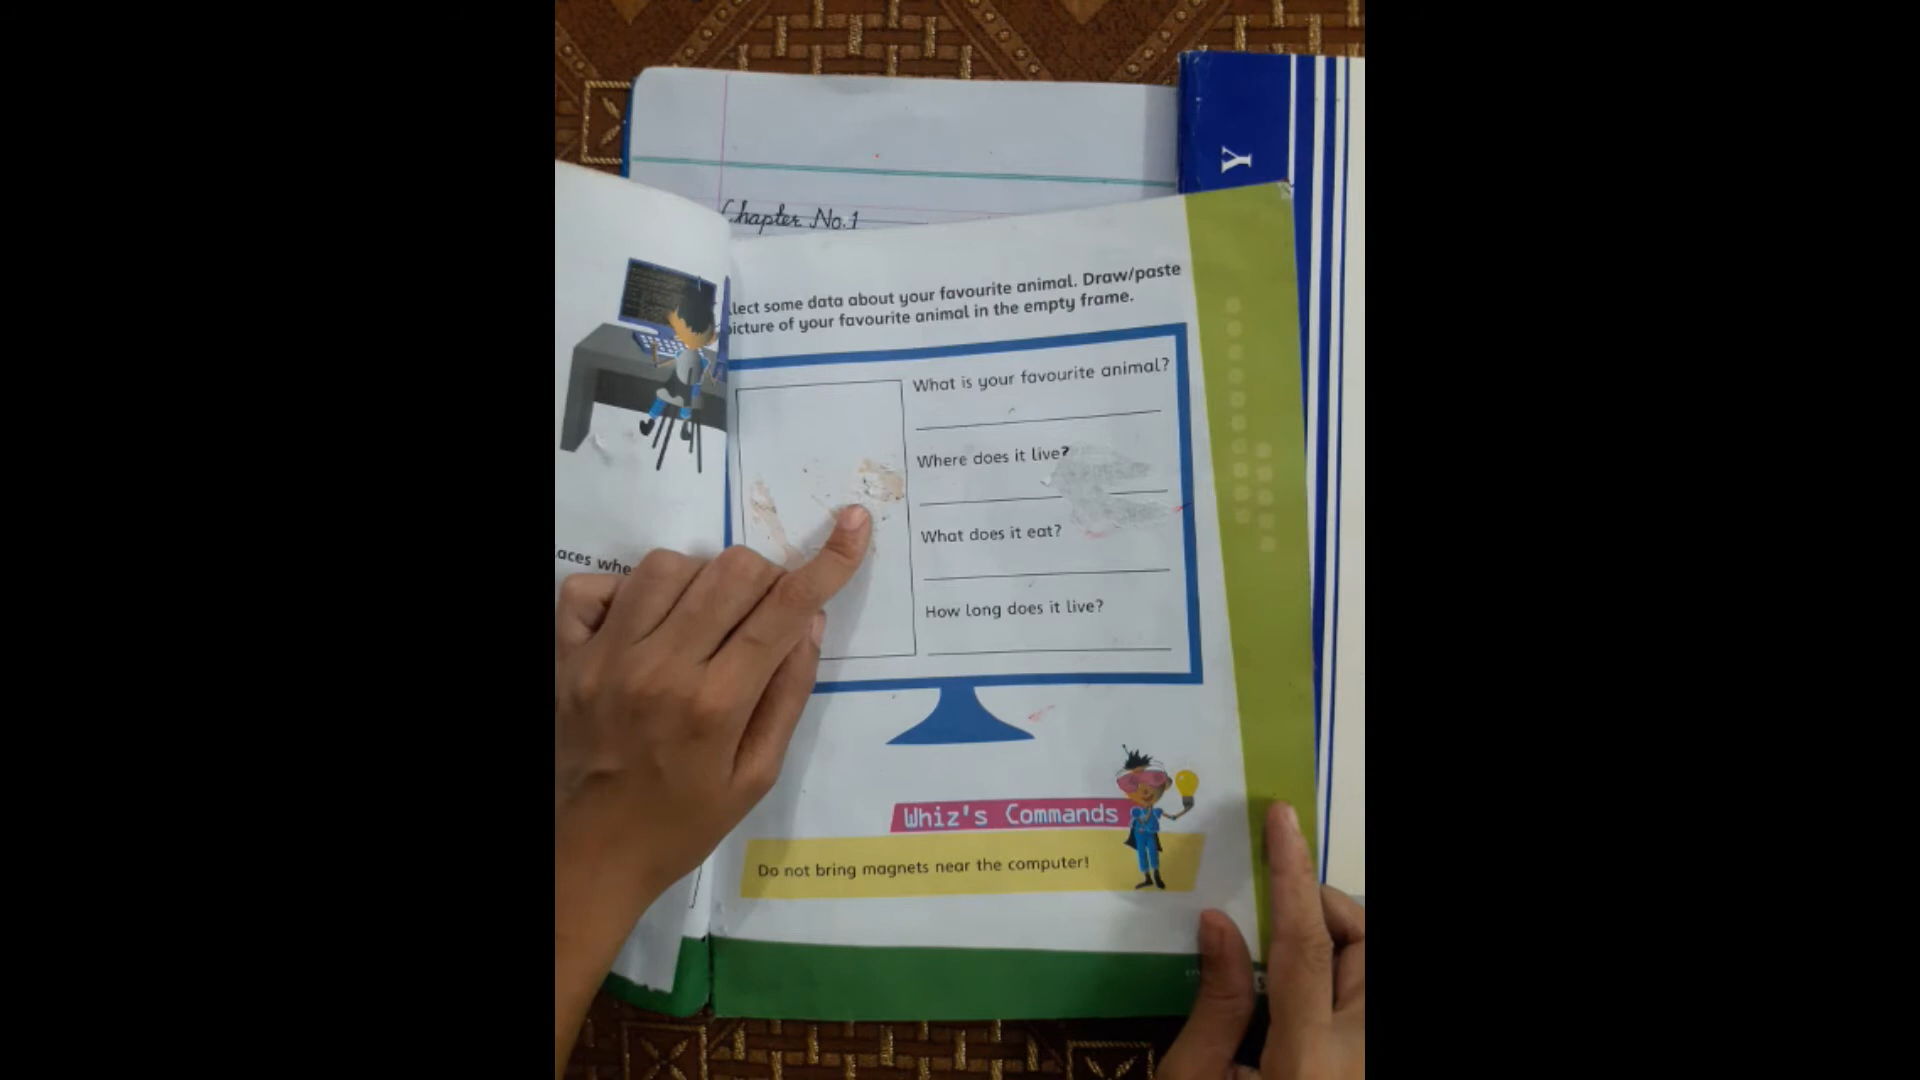 Y
Chapter No.1
lect some data about your favourite animal. Draw/paste
picture of your favourite animal in the empty frame.
What is your favourite animal?
Where does it live?
What does it eat?
How long does it live?
aces whe
Whiz's Commands
Do not bring magnets near the computer!